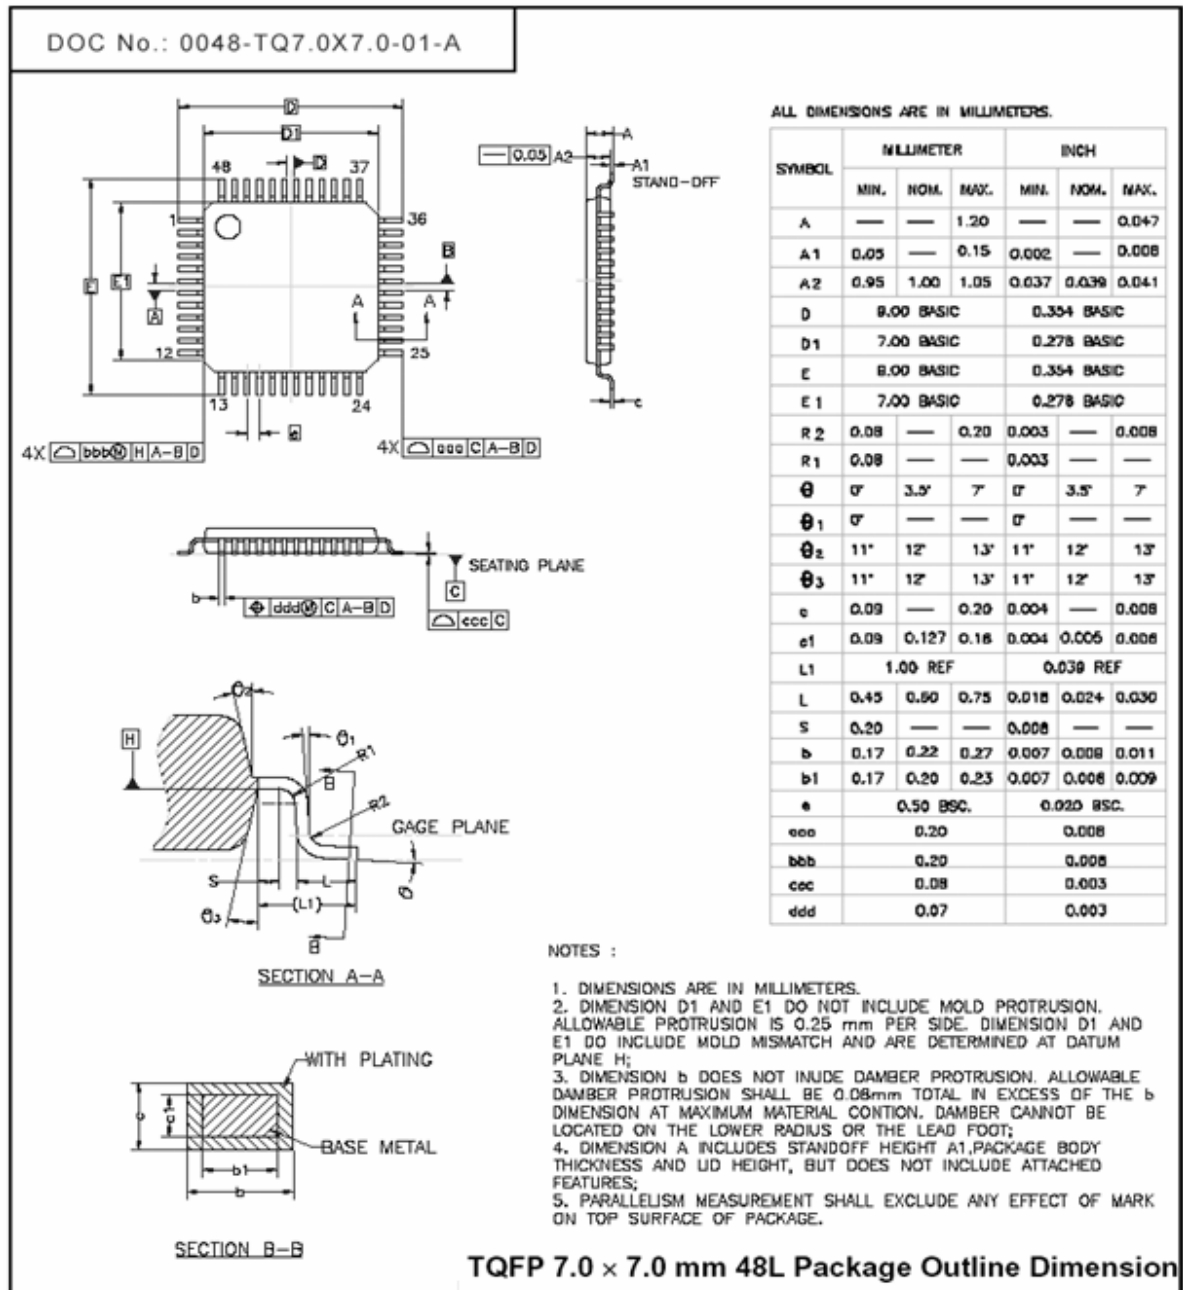 DOC No.: 0048-TQ7.0X7.0-01-A
D
D1
D
48 37
1 36
B
E E1
A
A A
12 25
13 24
e
4X bbbⓂ H A-B D
4X aaa C A-B D
A
0.05 A2
A1
STAND-OFF
c
SEATING PLANE
C
b
dddⓂ C A-B D
ccc C
θ2
H
θ1
R1
B
R2
GAGE PLANE
S L
θ
(L1)
θ3
B
SECTION A-A
WITH PLATING
c c1
BASE METAL
b1
b
SECTION B-B
ALL DIMENSIONS ARE IN MILLIMETERS.
SYMBOL MILLIMETER INCH
MIN. NOM. MAX. MIN. NOM. MAX.
A — — 1.20 — — 0.047
A1 0.05 — 0.15 0.002 — 0.006
A2 0.95 1.00 1.05 0.037 0.039 0.041
D 9.00 BASIC 0.354 BASIC
D1 7.00 BASIC 0.276 BASIC
E 9.00 BASIC 0.354 BASIC
E1 7.00 BASIC 0.276 BASIC
R2 0.08 — 0.20 0.003 — 0.008
R1 0.08 — — 0.003 — —
θ 0° 3.5° 7° 0° 3.5° 7°
θ1 0° — — 0° — —
θ2 11° 12° 13° 11° 12° 13°
θ3 11° 12° 13° 11° 12° 13°
c 0.09 — 0.20 0.004 — 0.008
c1 0.09 0.127 0.16 0.004 0.005 0.006
L1 1.00 REF 0.039 REF
L 0.45 0.60 0.75 0.018 0.024 0.030
S 0.20 — — 0.008 — —
b 0.17 0.22 0.27 0.007 0.009 0.011
b1 0.17 0.20 0.23 0.007 0.008 0.009
e 0.50 BSC. 0.020 BSC.
aaa 0.20 0.008
bbb 0.20 0.008
ccc 0.08 0.003
ddd 0.07 0.003
NOTES :
1. DIMENSIONS ARE IN MILLIMETERS.
2. DIMENSION D1 AND E1 DO NOT INCLUDE MOLD PROTRUSION.
ALLOWABLE PROTRUSION IS 0.25 mm PER SIDE. DIMENSION D1 AND
E1 DO INCLUDE MOLD MISMATCH AND ARE DETERMINED AT DATUM
PLANE H;
3. DIMENSION b DOES NOT INUDE DAMBER PROTRUSION. ALLOWABLE
DAMBER PROTRUSION SHALL BE 0.08mm TOTAL IN EXCESS OF THE b
DIMENSION AT MAXIMUM MATERIAL CONTION. DAMBER CANNOT BE
LOCATED ON THE LOWER RADIUS OR THE LEAD FOOT;
4. DIMENSION A INCLUDES STANDOFF HEIGHT A1,PACKAGE BODY
THICKNESS AND LID HEIGHT, BUT DOES NOT INCLUDE ATTACHED
FEATURES;
5. PARALLELISM MEASUREMENT SHALL EXCLUDE ANY EFFECT OF MARK
ON TOP SURFACE OF PACKAGE.
TQFP 7.0 × 7.0 mm 48L Package Outline Dimension